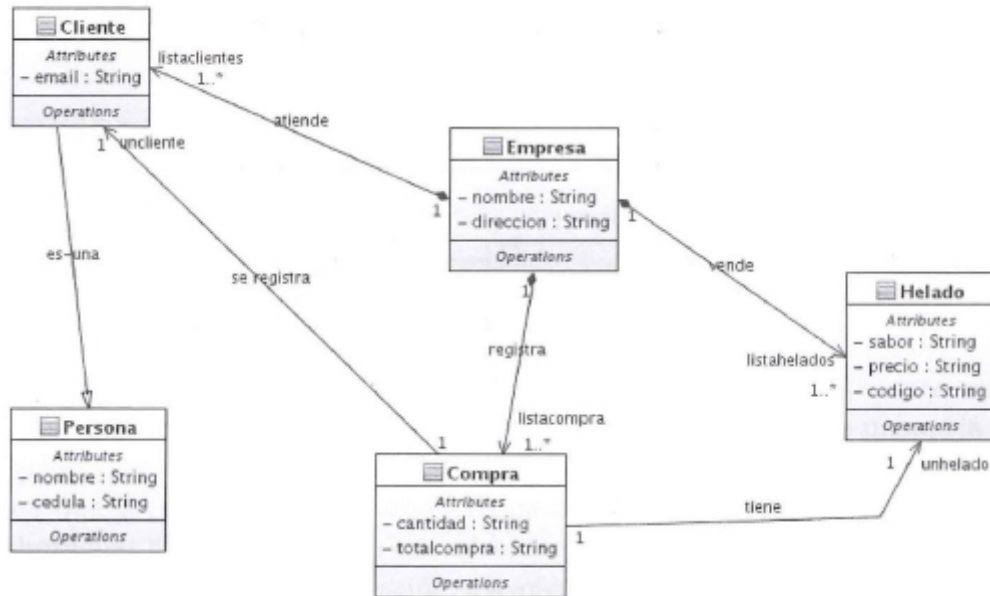 Cliente
Attributes
– email : String
Operations
listaclientes
1..*
atiende
1
1
uncliente
Empresa
Attributes
– nombre : String
– direccion : String
Operations
1
1
es-una
se registra
vende
registra
Helado
Attributes
– sabor : String
– precio : String
– codigo : String
Operations
listahelados
1..*
Persona
Attributes
– nombre : String
– cedula : String
Operations
listacompra
1..*
1
Compra
Attributes
– cantidad : String
– totalcompra : String
Operations
1
tiene
1
unhelado